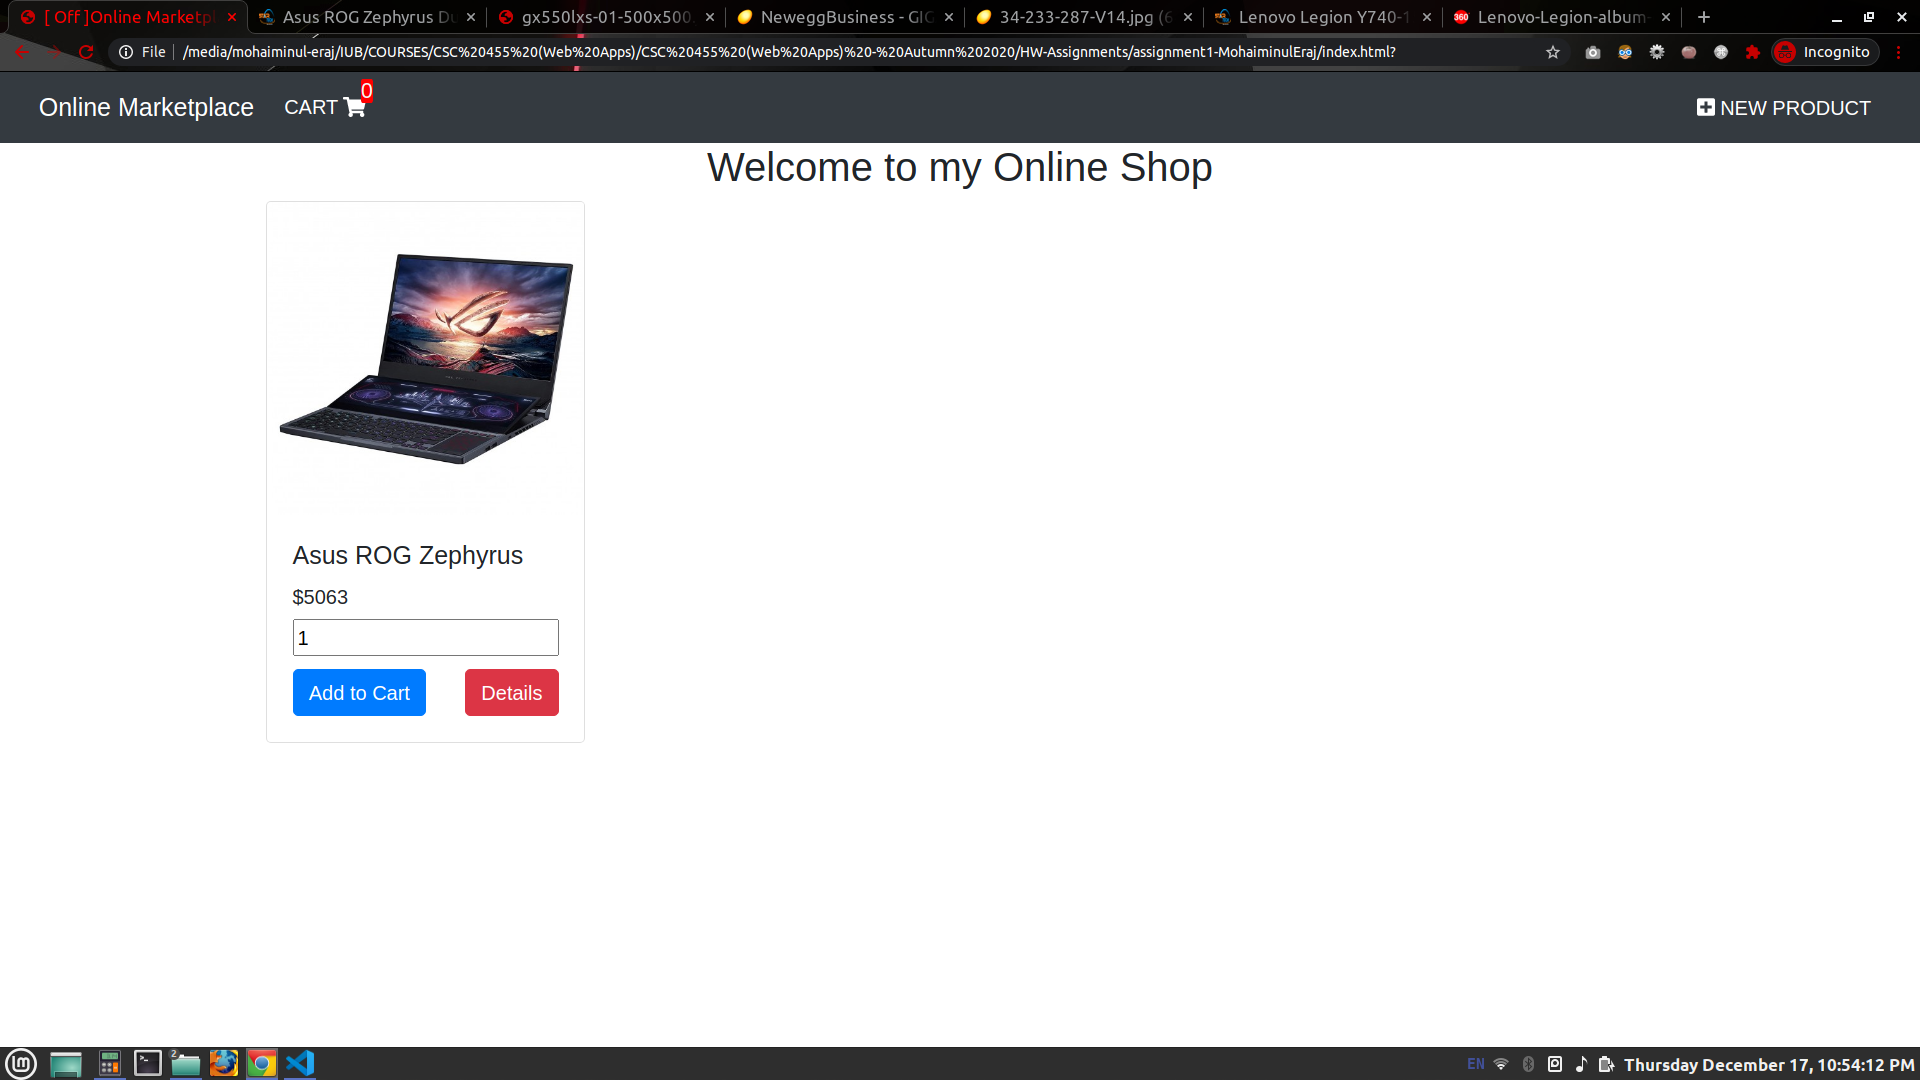 [ Off ]Online Marketpl
Asus ROG Zephyrus Du
gx550lxs-01-500x500.
NeweggBusiness - GIG
34-233-287-V14.jpg (6
Lenovo Legion Y740-1
Lenovo-Legion-album-
File
/media/mohaiminul-eraj/IUB/COURSES/CSC%20455%20(Web%20Apps)/CSC%20455%20(Web%20Apps)%20-%20Autumn%202020/HW-Assignments/assignment1-MohaiminulEraj/index.html?
Incognito
Online Marketplace
CART
0
NEW PRODUCT
Welcome to my Online Shop
Asus ROG Zephyrus
$5063
1
Add to Cart
Details
2
EN
Thursday December 17, 10:54:12 PM